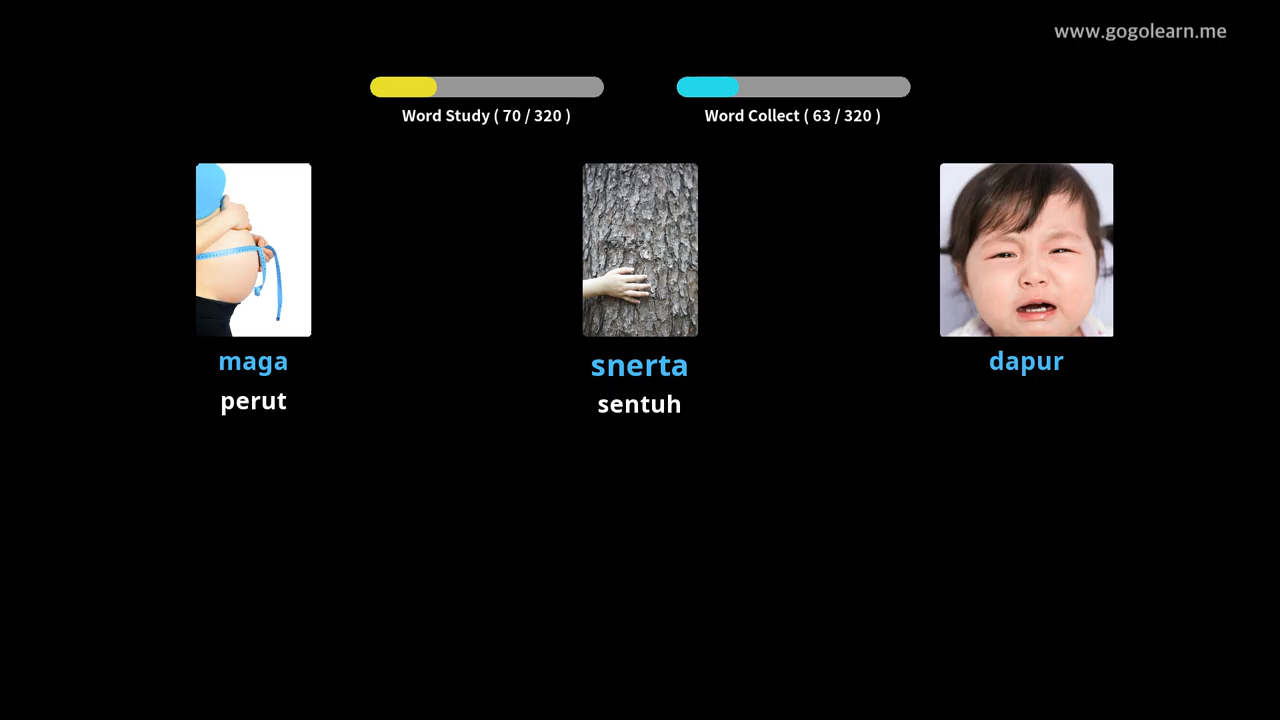 www.gogolearn.me
Word Study ( 70 / 320 )
Word Collect ( 63 / 320 )
maga
snerta
dapur
perut
sentuh